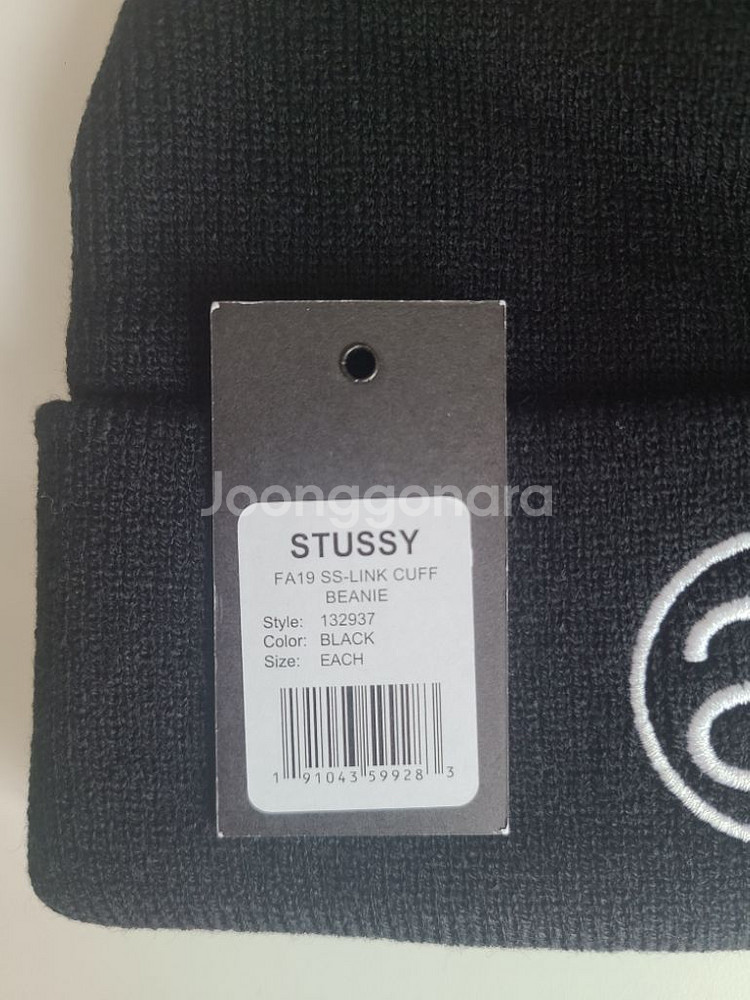 Joonggonara
STUSSY
FA19 SS-LINK CUFF
BEANIE
Style: 132937
Color: BLACK
Size: EACH
1 91043 59928 3